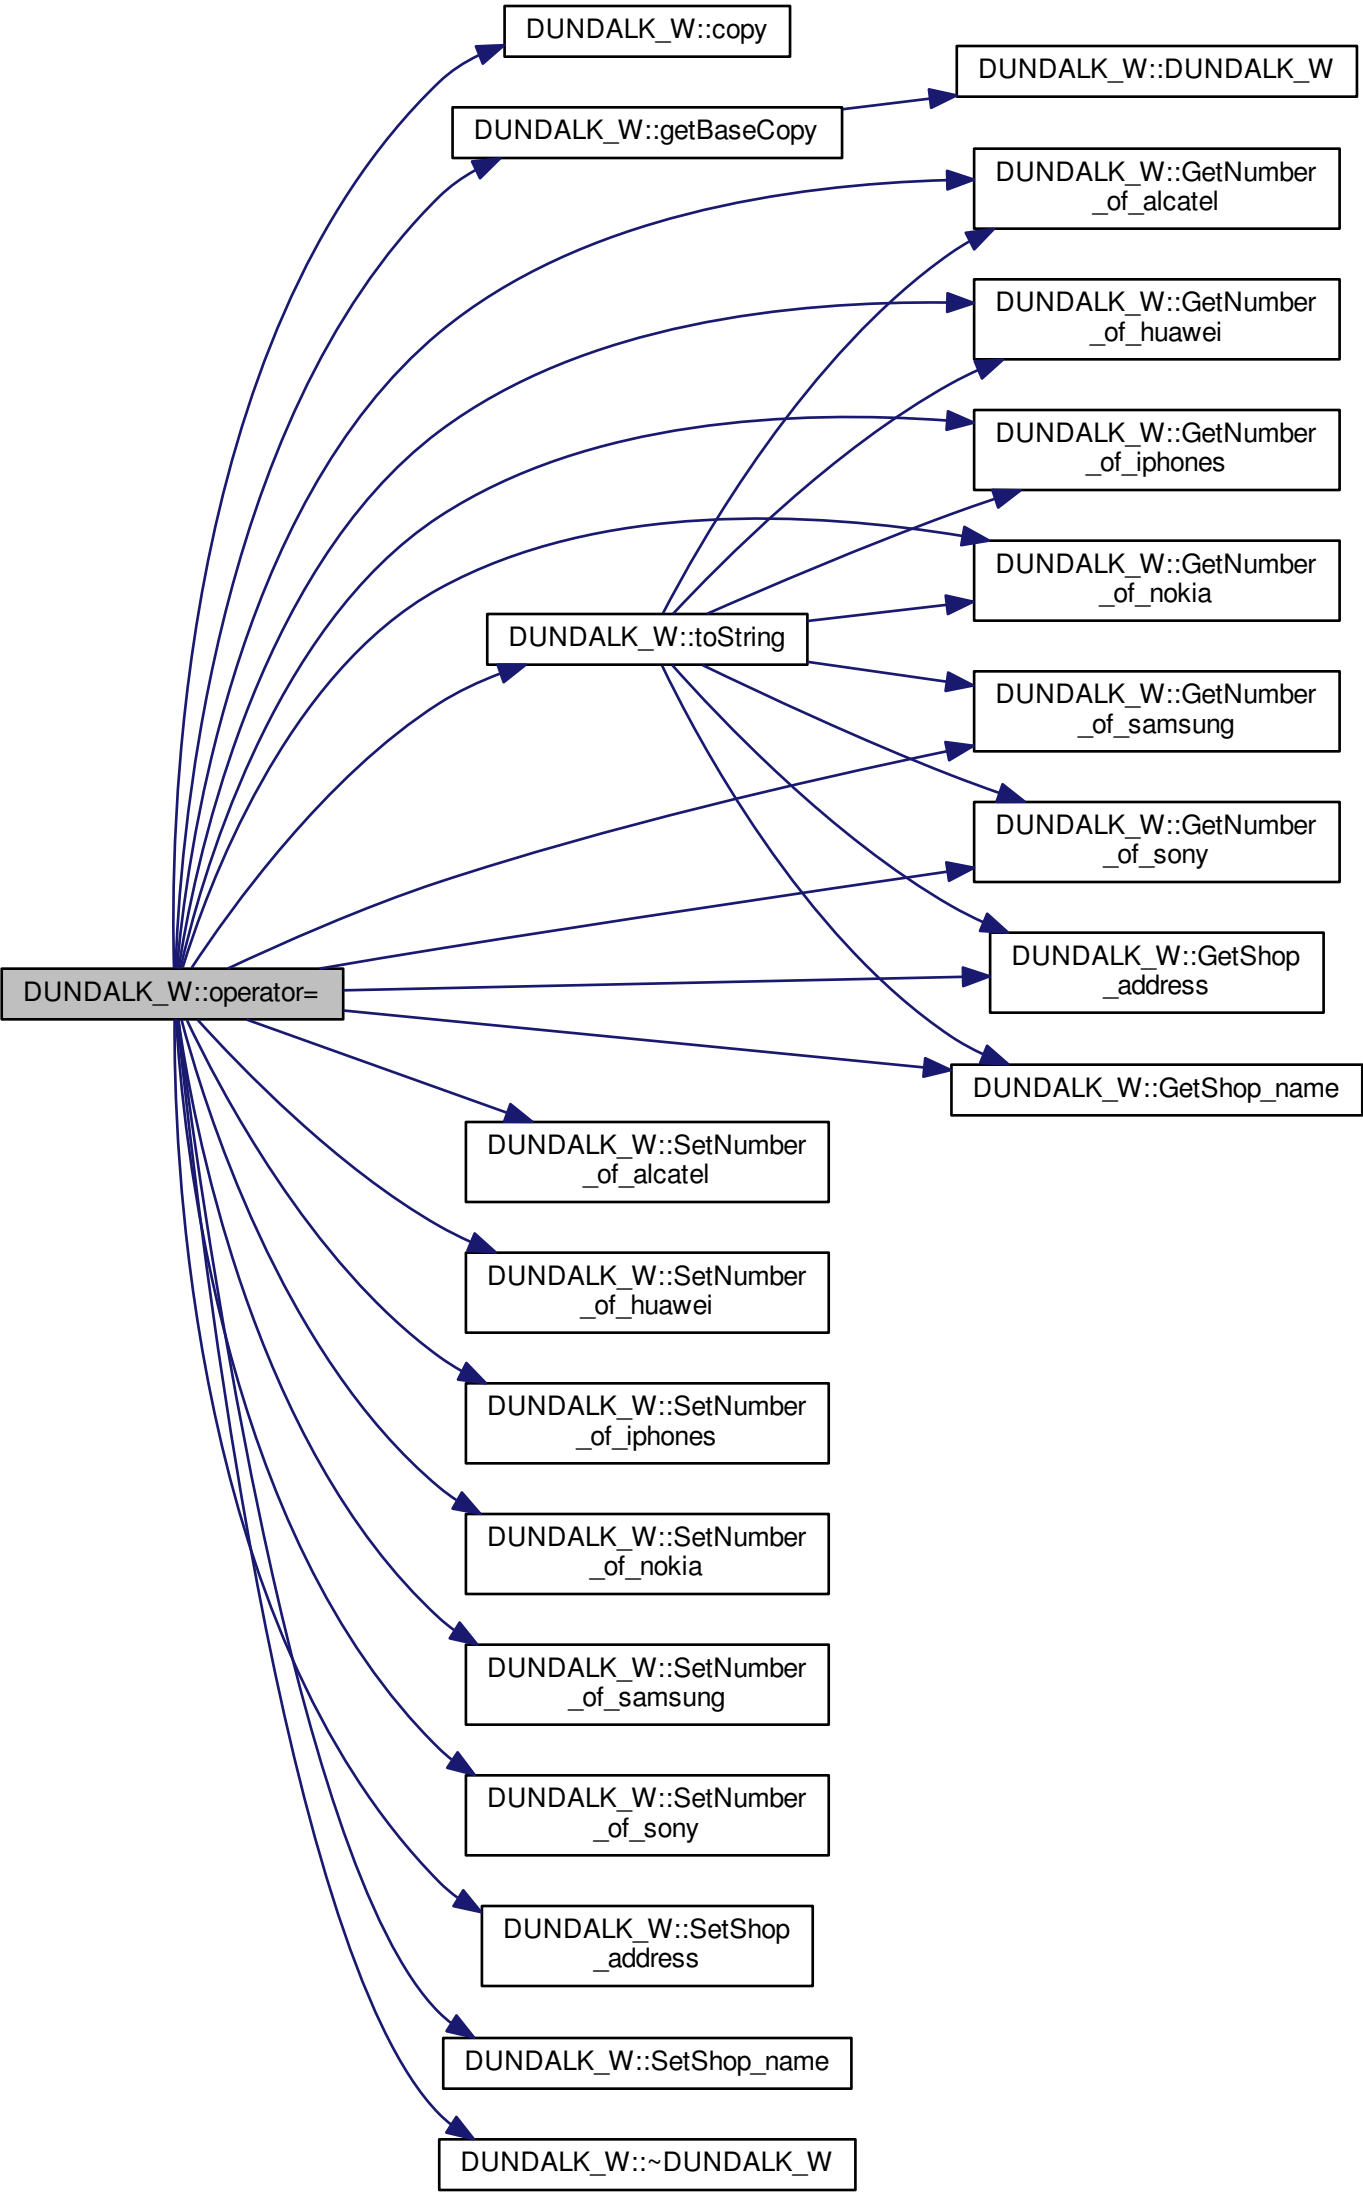 DUNDALK_W::copy
DUNDALK_W::DUNDALK_W
DUNDALK_W::getBaseCopy
DUNDALK_W::GetNumber
_of_alcatel
DUNDALK_W::GetNumber
_of_huawei
DUNDALK_W::GetNumber
_of_iphones
DUNDALK_W::GetNumber
_of_nokia
DUNDALK_W::toString
DUNDALK_W::GetNumber
_of_samsung
DUNDALK_W::GetNumber
_of_sony
DUNDALK_W::GetShop
_address
DUNDALK_W::operator=
DUNDALK_W::GetShop_name
DUNDALK_W::SetNumber
_of_alcatel
DUNDALK_W::SetNumber
_of_huawei
DUNDALK_W::SetNumber
_of_iphones
DUNDALK_W::SetNumber
_of_nokia
DUNDALK_W::SetNumber
_of_samsung
DUNDALK_W::SetNumber
_of_sony
DUNDALK_W::SetShop
_address
DUNDALK_W::SetShop_name
DUNDALK_W::~DUNDALK_W